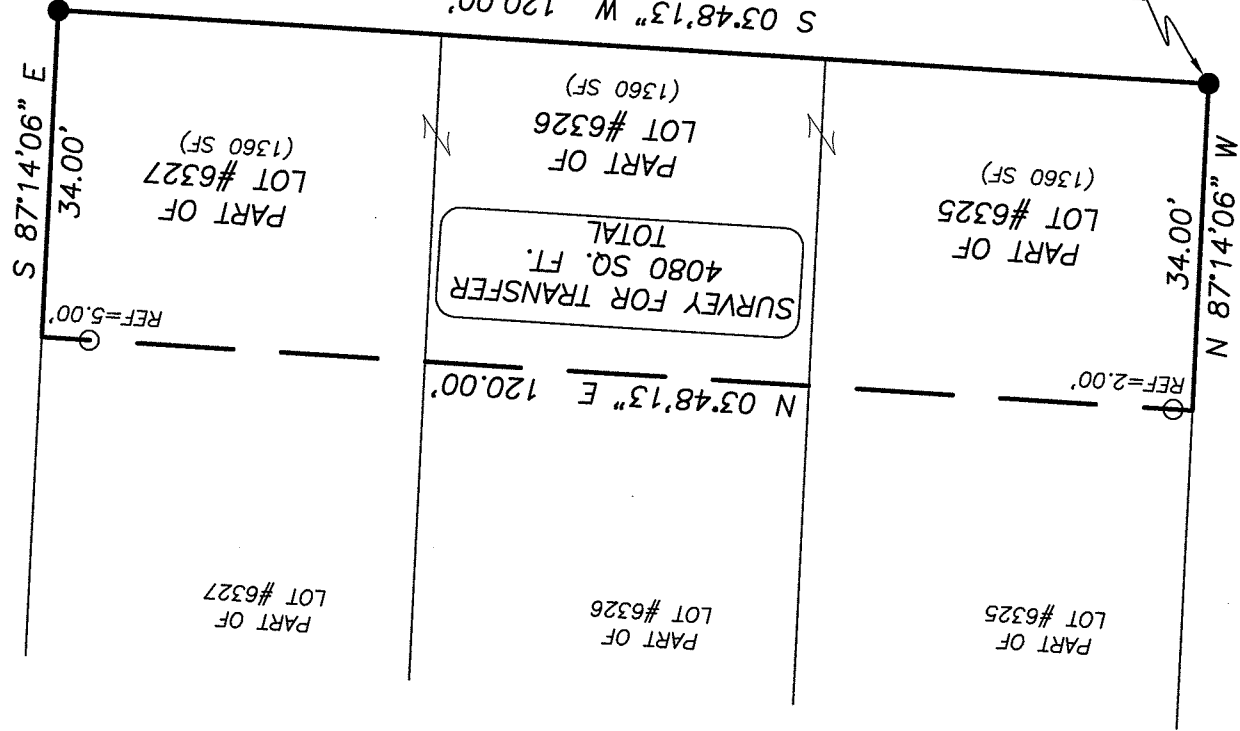 PART OF
LOT #6325
PART OF
LOT #6326
PART OF
LOT #6327
REF=2.00'
N 03°48'13" E 120.00'
REF=5.00'
N 87°14'06" W
34.00'
SURVEY FOR TRANSFER
4080 SQ. FT.
TOTAL
S 87°14'06" E
34.00'
PART OF
LOT #6325
(1360 SF)
PART OF
LOT #6326
(1360 SF)
PART OF
LOT #6327
(1360 SF)
S 03°48'13" W 120.00'